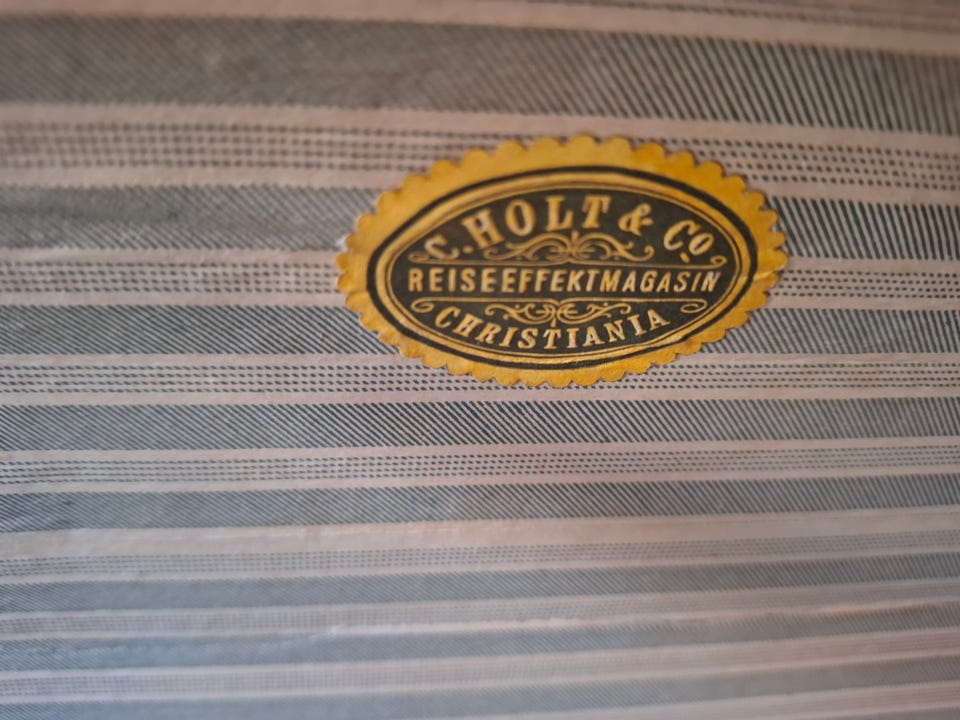 C. HOLT & Co.
REISEEFFEKTMAGASIN
CHRISTIANIA